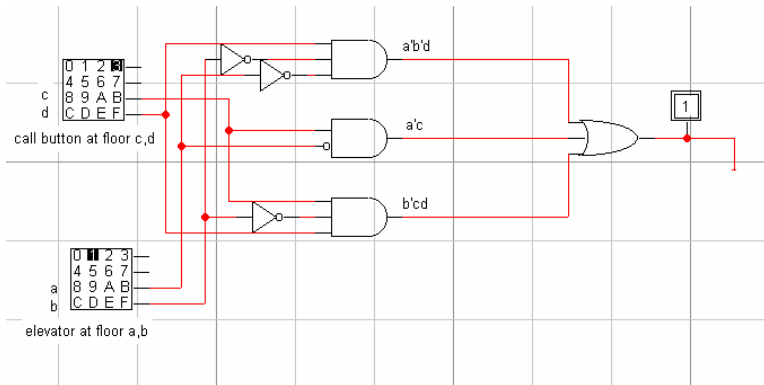 a'b'd
0 1 2 3
4 5 6 7
8 9 A B
C D E F
c
d
call button at floor c,d
1
a'c
b'cd
0 1 2 3
4 5 6 7
8 9 A B
C D E F
a
b
elevator at floor a,b